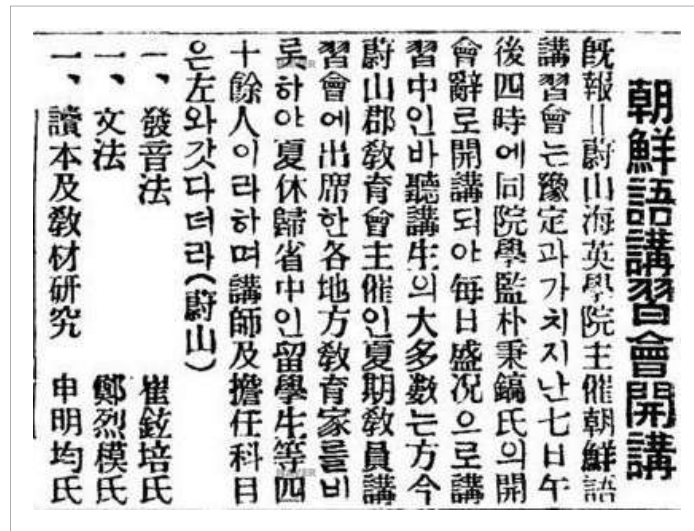 朝鮮語講習會開講
旣報=蔚山海英學院主催朝鮮語
講習會는豫定과가치지난七日午
後四時에同院學監朴秉鎬氏의開
會辭로開講되야每日盛况으로講
習中인바聽講生의大多數는方今
蔚山郡敎育會主催인夏期敎員講
習會에出席한各地方敎育家를비
롯하야夏休歸省中인留學生等四
十餘人이라하며講師及擔任科目
은左와갓다더라(蔚山)
一、發音法 崔鉉培氏
一、文法 鄭烈模氏
一、讀本及敎材硏究 申明均氏